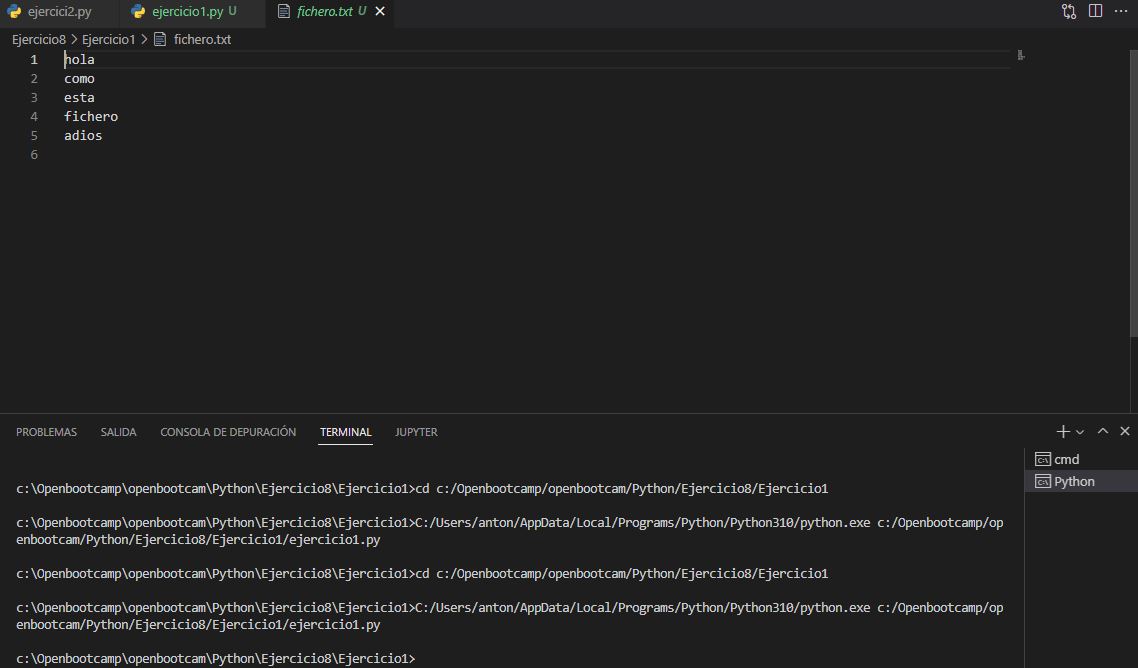 ejercici2.py ejercicio1.py U fichero.txt U
Ejercicio8 > Ejercicio1 > fichero.txt
1 hola
2 como
3 esta
4 fichero
5 adios
6
PROBLEMAS SALIDA CONSOLA DE DEPURACIÓN TERMINAL JUPYTER
cmd
Python
c:\Openbootcamp\openbootcam\Python\Ejercicio8\Ejercicio1>cd c:/Openbootcamp/openbootcam/Python/Ejercicio8/Ejercicio1
c:\Openbootcamp\openbootcam\Python\Ejercicio8\Ejercicio1>C:/Users/anton/AppData/Local/Programs/Python/Python310/python.exe c:/Openbootcamp/op
enbootcam/Python/Ejercicio8/Ejercicio1/ejercicio1.py
c:\Openbootcamp\openbootcam\Python\Ejercicio8\Ejercicio1>cd c:/Openbootcamp/openbootcam/Python/Ejercicio8/Ejercicio1
c:\Openbootcamp\openbootcam\Python\Ejercicio8\Ejercicio1>C:/Users/anton/AppData/Local/Programs/Python/Python310/python.exe c:/Openbootcamp/op
enbootcam/Python/Ejercicio8/Ejercicio1/ejercicio1.py
c:\Openbootcamp\openbootcam\Python\Ejercicio8\Ejercicio1>